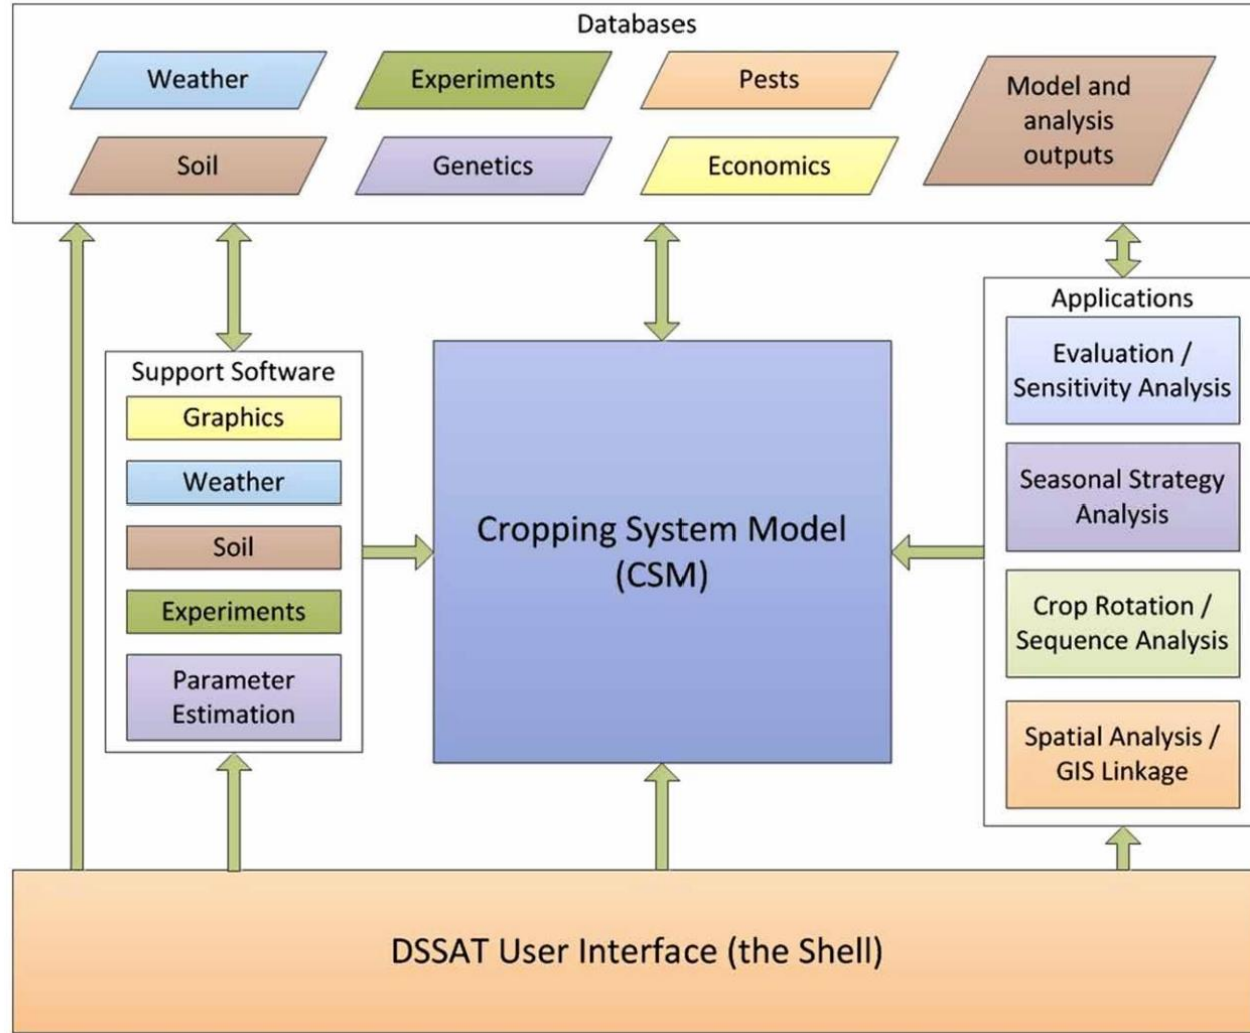 Databases
Weather
Experiments
Pests
Model and
analysis
outputs
Soil
Genetics
Economics
Support Software
Graphics
Weather
Soil
Experiments
Parameter
Estimation
Cropping System Model
(CSM)
Applications
Evaluation /
Sensitivity Analysis
Seasonal Strategy
Analysis
Crop Rotation /
Sequence Analysis
Spatial Analysis /
GIS Linkage
DSSAT User Interface (the Shell)